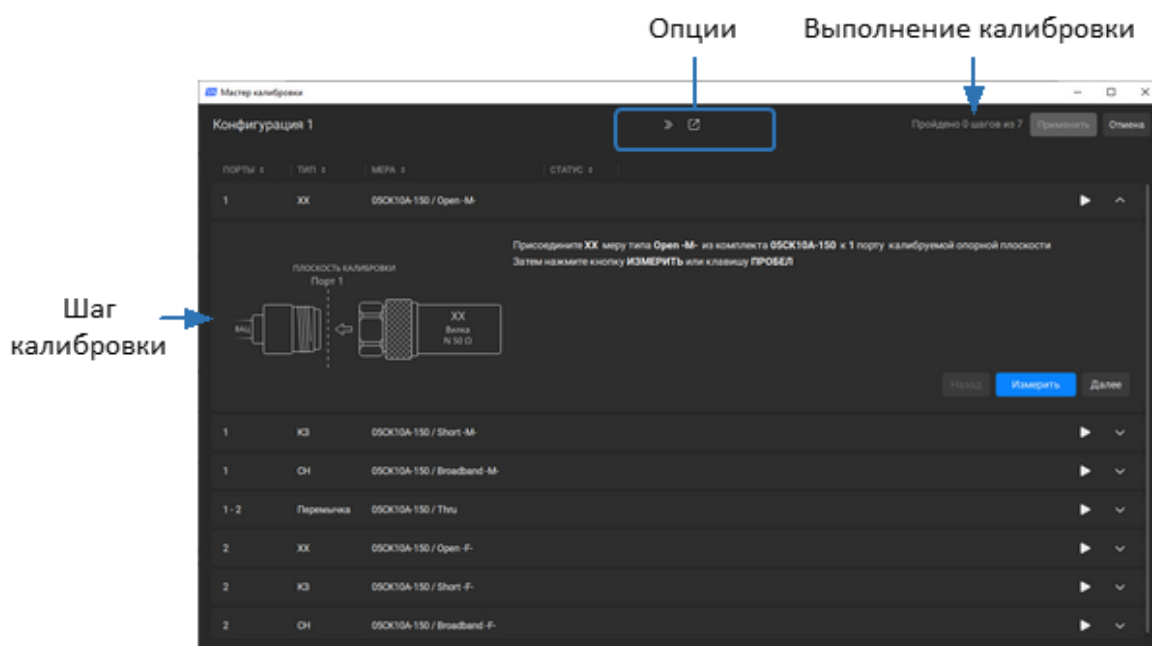 Опции
Выполнение калибровки
Мастер калибровки
Конфигурация 1
Пройдено 0 шагов из 7 Применить Отмена
ПОРТЫ ТИП МЕРА СТАТУС
1 ХХ 05CK10A-150 / Open -M-
Присоедините ХХ меру типа Open -M- из комплекта 05CK10A-150 к 1 порту калибруемой опорной плоскости
Затем нажмите кнопку ИЗМЕРИТЬ или клавишу ПРОБЕЛ
ПЛОСКОСТЬ КАЛИБРОВКИ
Порт 1
Шаг
калибровки
ВАЦ
ХХ
Вилка
N 50 Ω
Назад Измерить Далее
1 КЗ 05CK10A-150 / Short -M-
1 СН 05CK10A-150 / Broadband -M-
1 - 2 Перемычка 05CK10A-150 / Thru
2 ХХ 05CK10A-150 / Open -F-
2 КЗ 05CK10A-150 / Short -F-
2 СН 05CK10A-150 / Broadband -F-